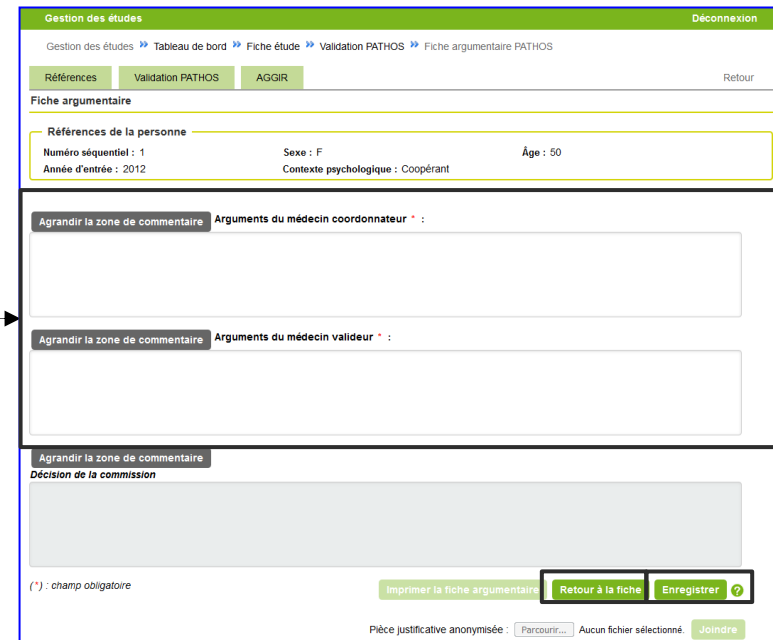 Gestion des études Déconnexion
Gestion des études » Tableau de bord » Fiche étude » Validation PATHOS » Fiche argumentaire PATHOS
Références Validation PATHOS AGGIR Retour
Fiche argumentaire
Références de la personne
Numéro séquentiel : 1 Sexe : F Âge : 50
Année d'entrée : 2012 Contexte psychologique : Coopérant
Agrandir la zone de commentaire Arguments du médecin coordonnateur * :
Agrandir la zone de commentaire Arguments du médecin valideur * :
Agrandir la zone de commentaire
Décision de la commission
(*) : champ obligatoire
Imprimer la fiche argumentaire Retour à la fiche Enregistrer ?
Pièce justificative anonymisée : Parcourir... Aucun fichier sélectionné. Joindre